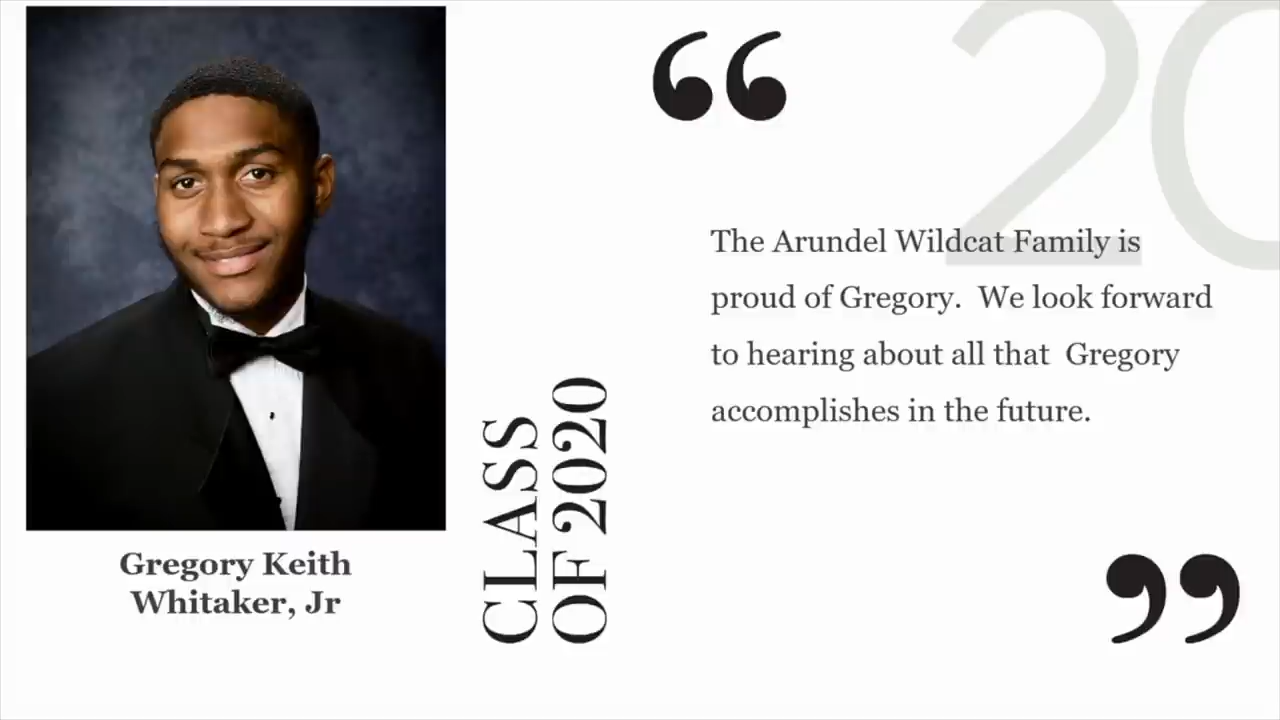 Gregory Keith
Whitaker, Jr
CLASS
OF 2020
20
“
The Arundel Wildcat Family is
proud of Gregory.  We look forward
to hearing about all that  Gregory
accomplishes in the future.
”